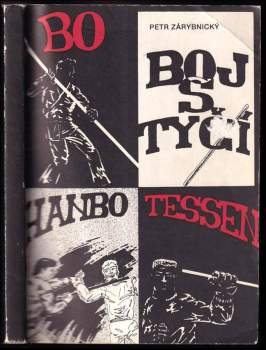 BO
PETR ZÁRYBNICKÝ
BOJ
S
TYČÍ
HANBO
TESSEN